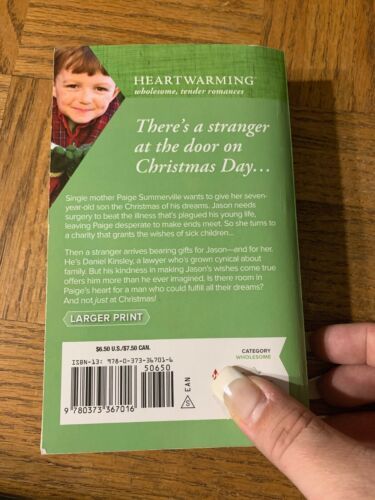 HEARTWARMING™
wholesome, tender romances
There's a stranger
at the door on
Christmas Day...
Single mother Paige Summerville wants to give her seven-
year-old son the Christmas of his dreams. Jason needs
surgery to beat the illness that's plagued his young life,
leaving Paige desperate to make ends meet. So she turns to
a charity that grants the wishes of sick children...
Then a stranger arrives bearing gifts for Jason—and for her.
He's Daniel Kinsley, a lawyer who's grown cynical about
family. But his kindness in making Jason's wishes come true
offers him more than he ever imagined. Is there room in
Paige's heart for a man who could fulfill all their dreams?
And not just at Christmas!
LARGER PRINT
$6.50 U.S./$7.50 CAN.
ISBN-13: 978-0-373-36701-6
50650
9 780373 367016
S
EAN
CATEGORY
WHOLESOME